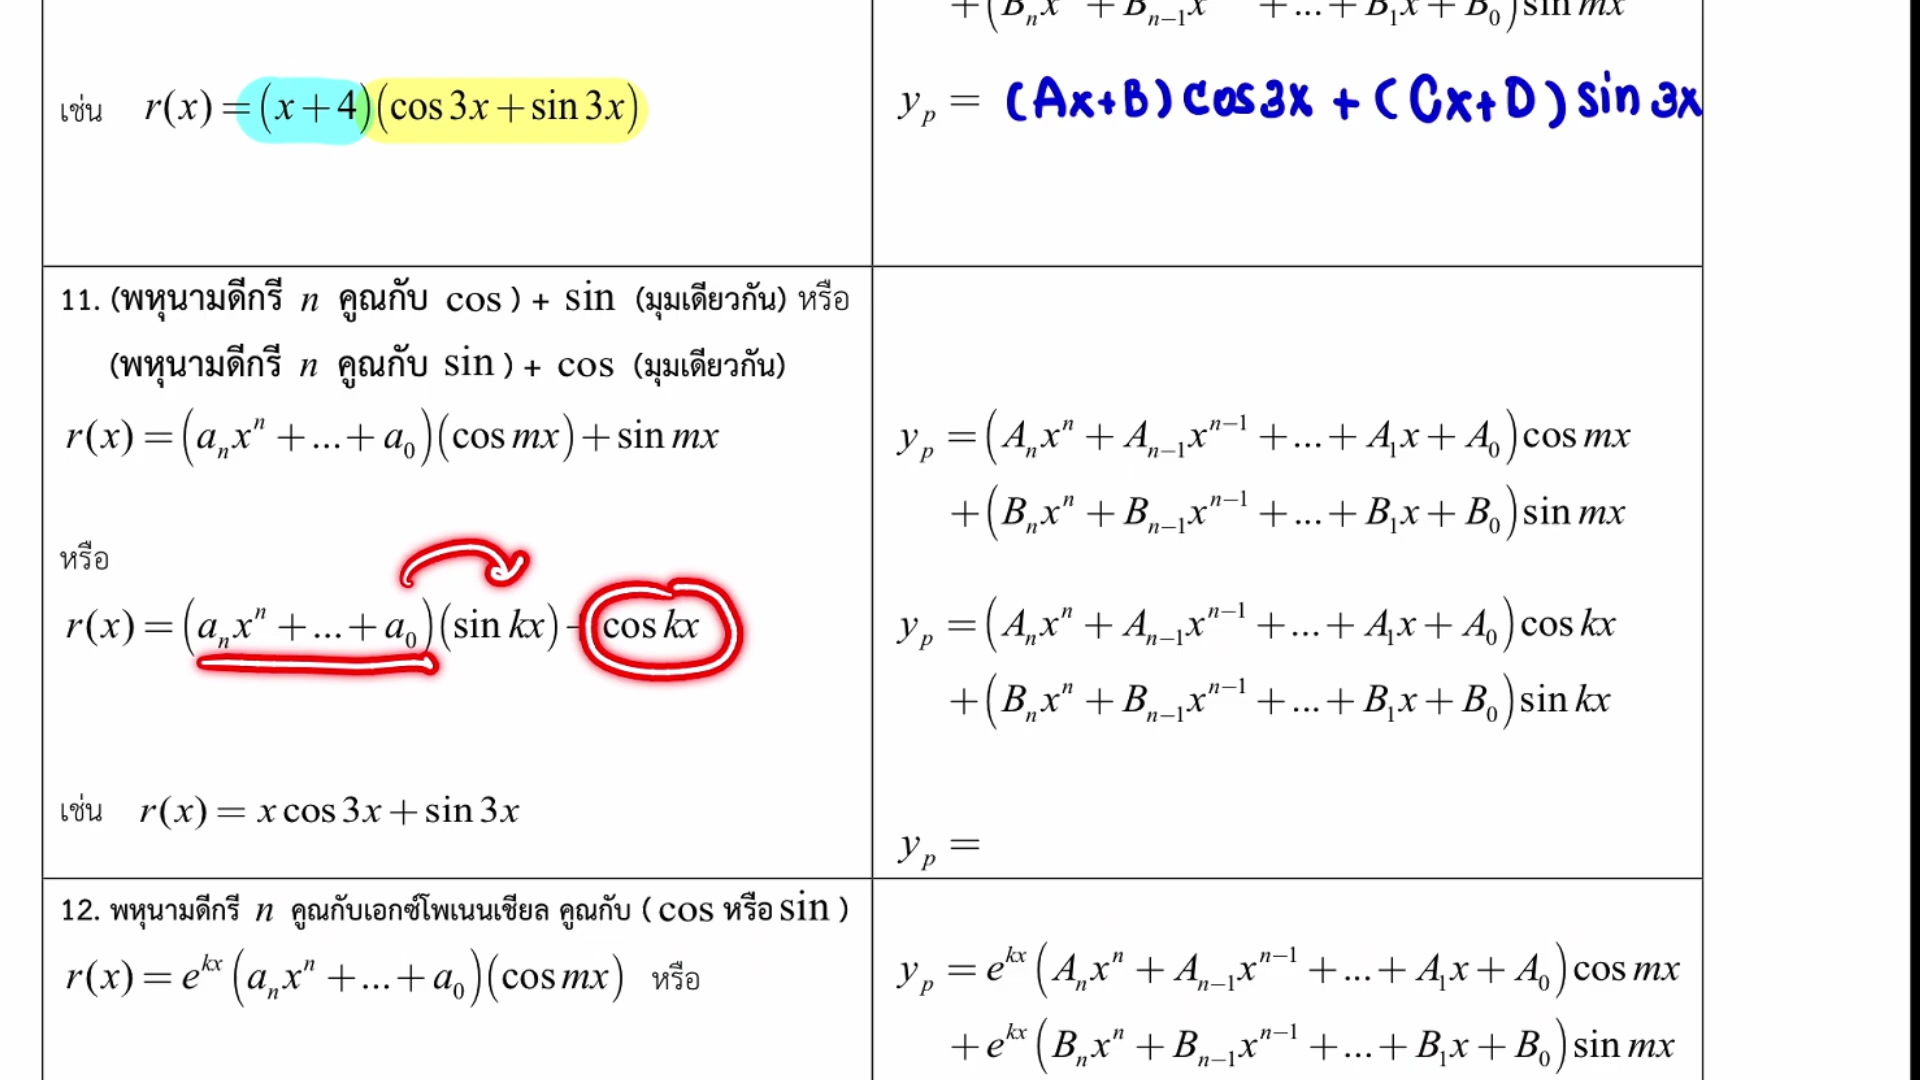 +(Bₙxⁿ + Bₙ₋₁xⁿ⁻¹ + ... + B₁x + B₀) sin mx
เช่น r(x) = (x + 4)(cos 3x + sin 3x)
yₚ = (Ax+B) cos 3x + (Cx+D) sin 3x
11. (พหุนามดีกรี n คูณกับ cos ) + sin (มุมเดียวกัน) หรือ
(พหุนามดีกรี n คูณกับ sin ) + cos (มุมเดียวกัน)
r(x) = (aₙxⁿ + ... + a₀)(cos mx) + sin mx
yₚ = (Aₙxⁿ + Aₙ₋₁xⁿ⁻¹ + ... + A₁x + A₀) cos mx
+(Bₙxⁿ + Bₙ₋₁xⁿ⁻¹ + ... + B₁x + B₀) sin mx
หรือ
r(x) = (aₙxⁿ + ... + a₀)(sin kx) + cos kx
yₚ = (Aₙxⁿ + Aₙ₋₁xⁿ⁻¹ + ... + A₁x + A₀) cos kx
+(Bₙxⁿ + Bₙ₋₁xⁿ⁻¹ + ... + B₁x + B₀) sin kx
เช่น r(x) = x cos 3x + sin 3x
yₚ =
12. พหุนามดีกรี n คูณกับเอกซ์โพเนนเชียล คูณกับ ( cos หรือ sin )
r(x) = eᵏˣ (aₙxⁿ + ... + a₀)(cos mx) หรือ
yₚ = eᵏˣ (Aₙxⁿ + Aₙ₋₁xⁿ⁻¹ + ... + A₁x + A₀) cos mx
+ eᵏˣ (Bₙxⁿ + Bₙ₋₁xⁿ⁻¹ + ... + B₁x + B₀) sin mx